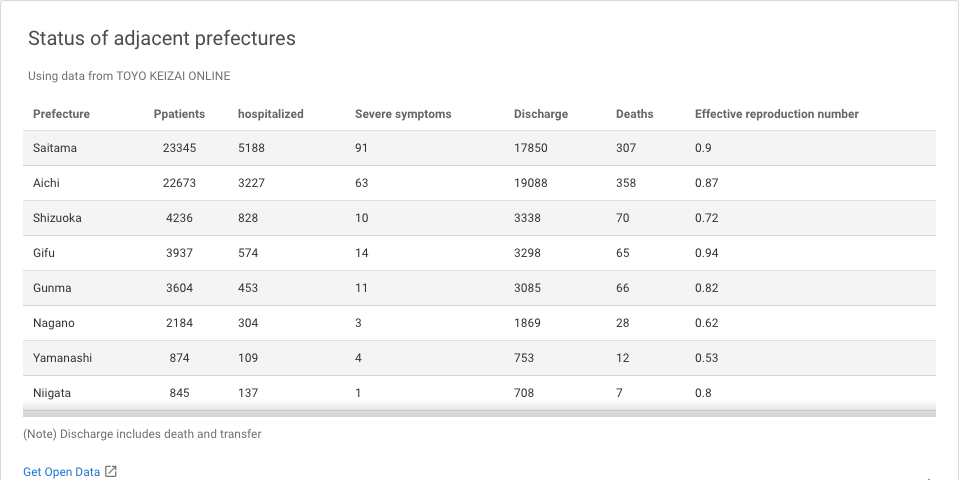 Status of adjacent prefectures
Using data from TOYO KEIZAI ONLINE
Prefecture Ppatients hospitalized Severe symptoms Discharge Deaths Effective reproduction number
Saitama 23345 5188 91 17850 307 0.9
Aichi 22673 3227 63 19088 358 0.87
Shizuoka 4236 828 10 3338 70 0.72
Gifu 3937 574 14 3298 65 0.94
Gunma 3604 453 11 3085 66 0.82
Nagano 2184 304 3 1869 28 0.62
Yamanashi 874 109 4 753 12 0.53
Niigata 845 137 1 708 7 0.8
(Note) Discharge includes death and transfer
Get Open Data